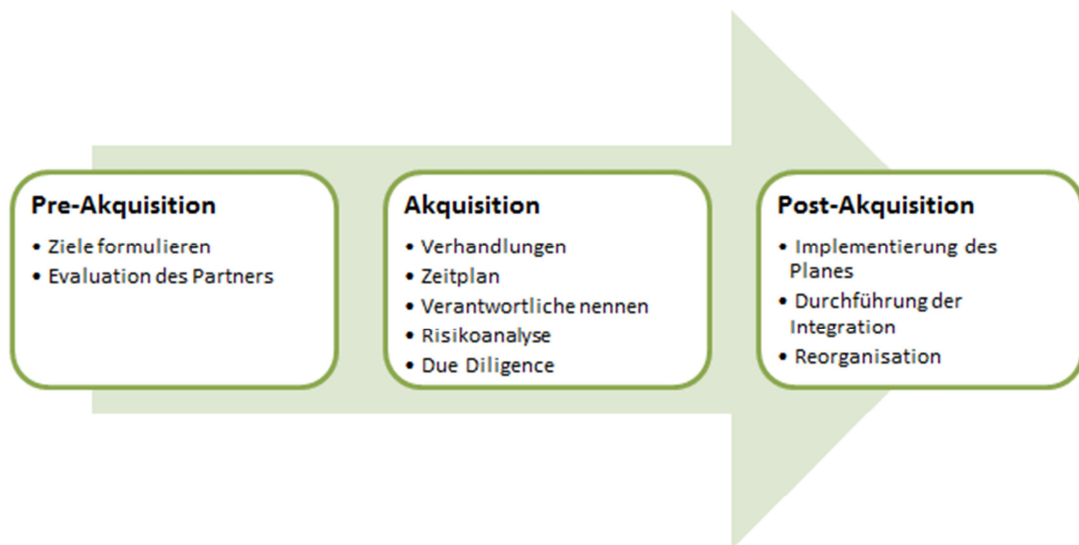 Pre-Akquisition
• Ziele formulieren
• Evaluation des Partners
Akquisition
• Verhandlungen
• Zeitplan
• Verantwortliche nennen
• Risikoanalyse
• Due Diligence
Post-Akquisition
• Implementierung des
Planes
• Durchführung der
Integration
• Reorganisation